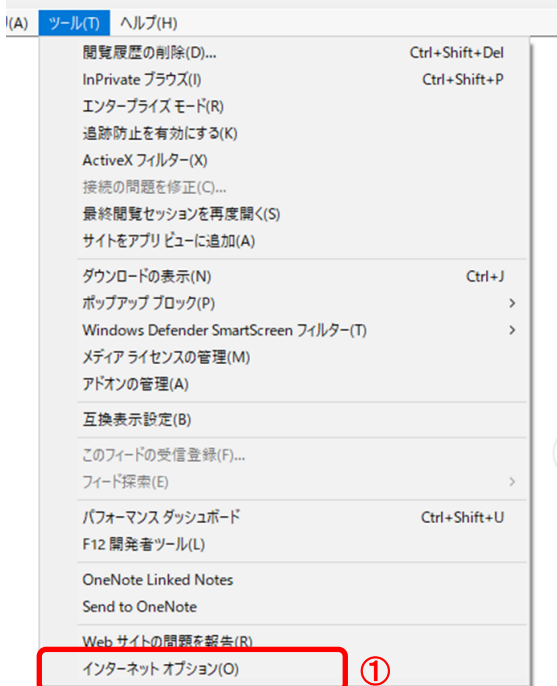 (A) ツール(T) ヘルプ(H)
閲覧履歴の削除(D)... Ctrl+Shift+Del
InPrivate ブラウズ(I) Ctrl+Shift+P
エンタープライズ モード(R)
追跡防止を有効にする(K)
ActiveX フィルター(X)
接続の問題を修正(C)...
最終閲覧セッションを再度開く(S)
サイトをアプリ ビューに追加(A)
ダウンロードの表示(N) Ctrl+J
ポップアップ ブロック(P) >
Windows Defender SmartScreen フィルター(T) >
メディア ライセンスの管理(M)
アドオンの管理(A)
互換表示設定(B)
このフィードの受信登録(F)...
フィード探索(E) >
パフォーマンス ダッシュボード Ctrl+Shift+U
F12 開発者ツール(L)
OneNote Linked Notes
Send to OneNote
Web サイトの問題を報告(R)
インターネット オプション(O) ①